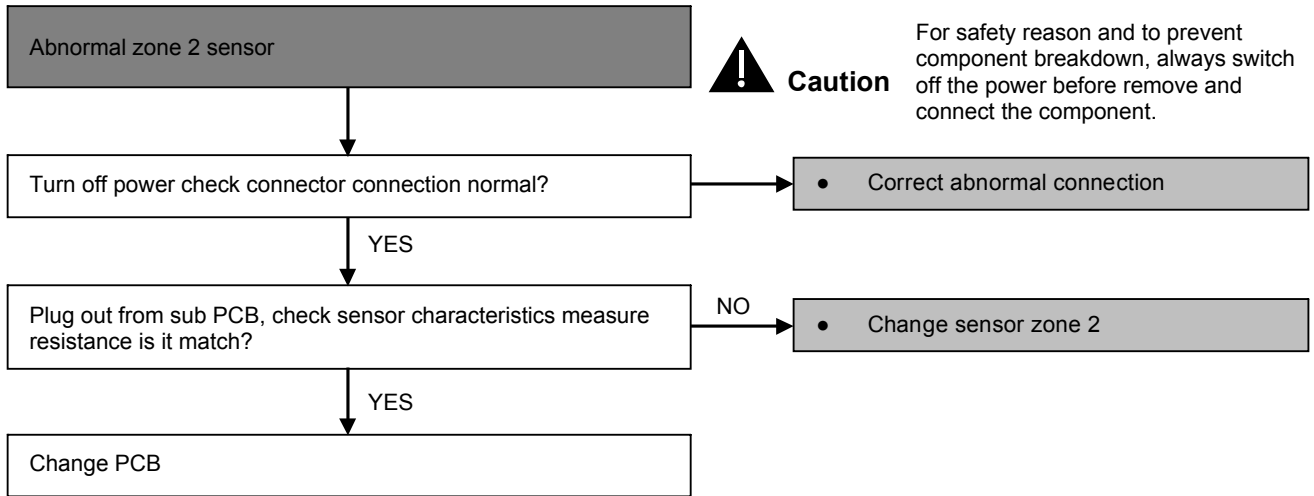 Abnormal zone 2 sensor
Caution
For safety reason and to prevent
component breakdown, always switch
off the power before remove and
connect the component.
Turn off power check connector connection normal?
● Correct abnormal connection
YES
Plug out from sub PCB, check sensor characteristics measure
resistance is it match?
NO
● Change sensor zone 2
YES
Change PCB